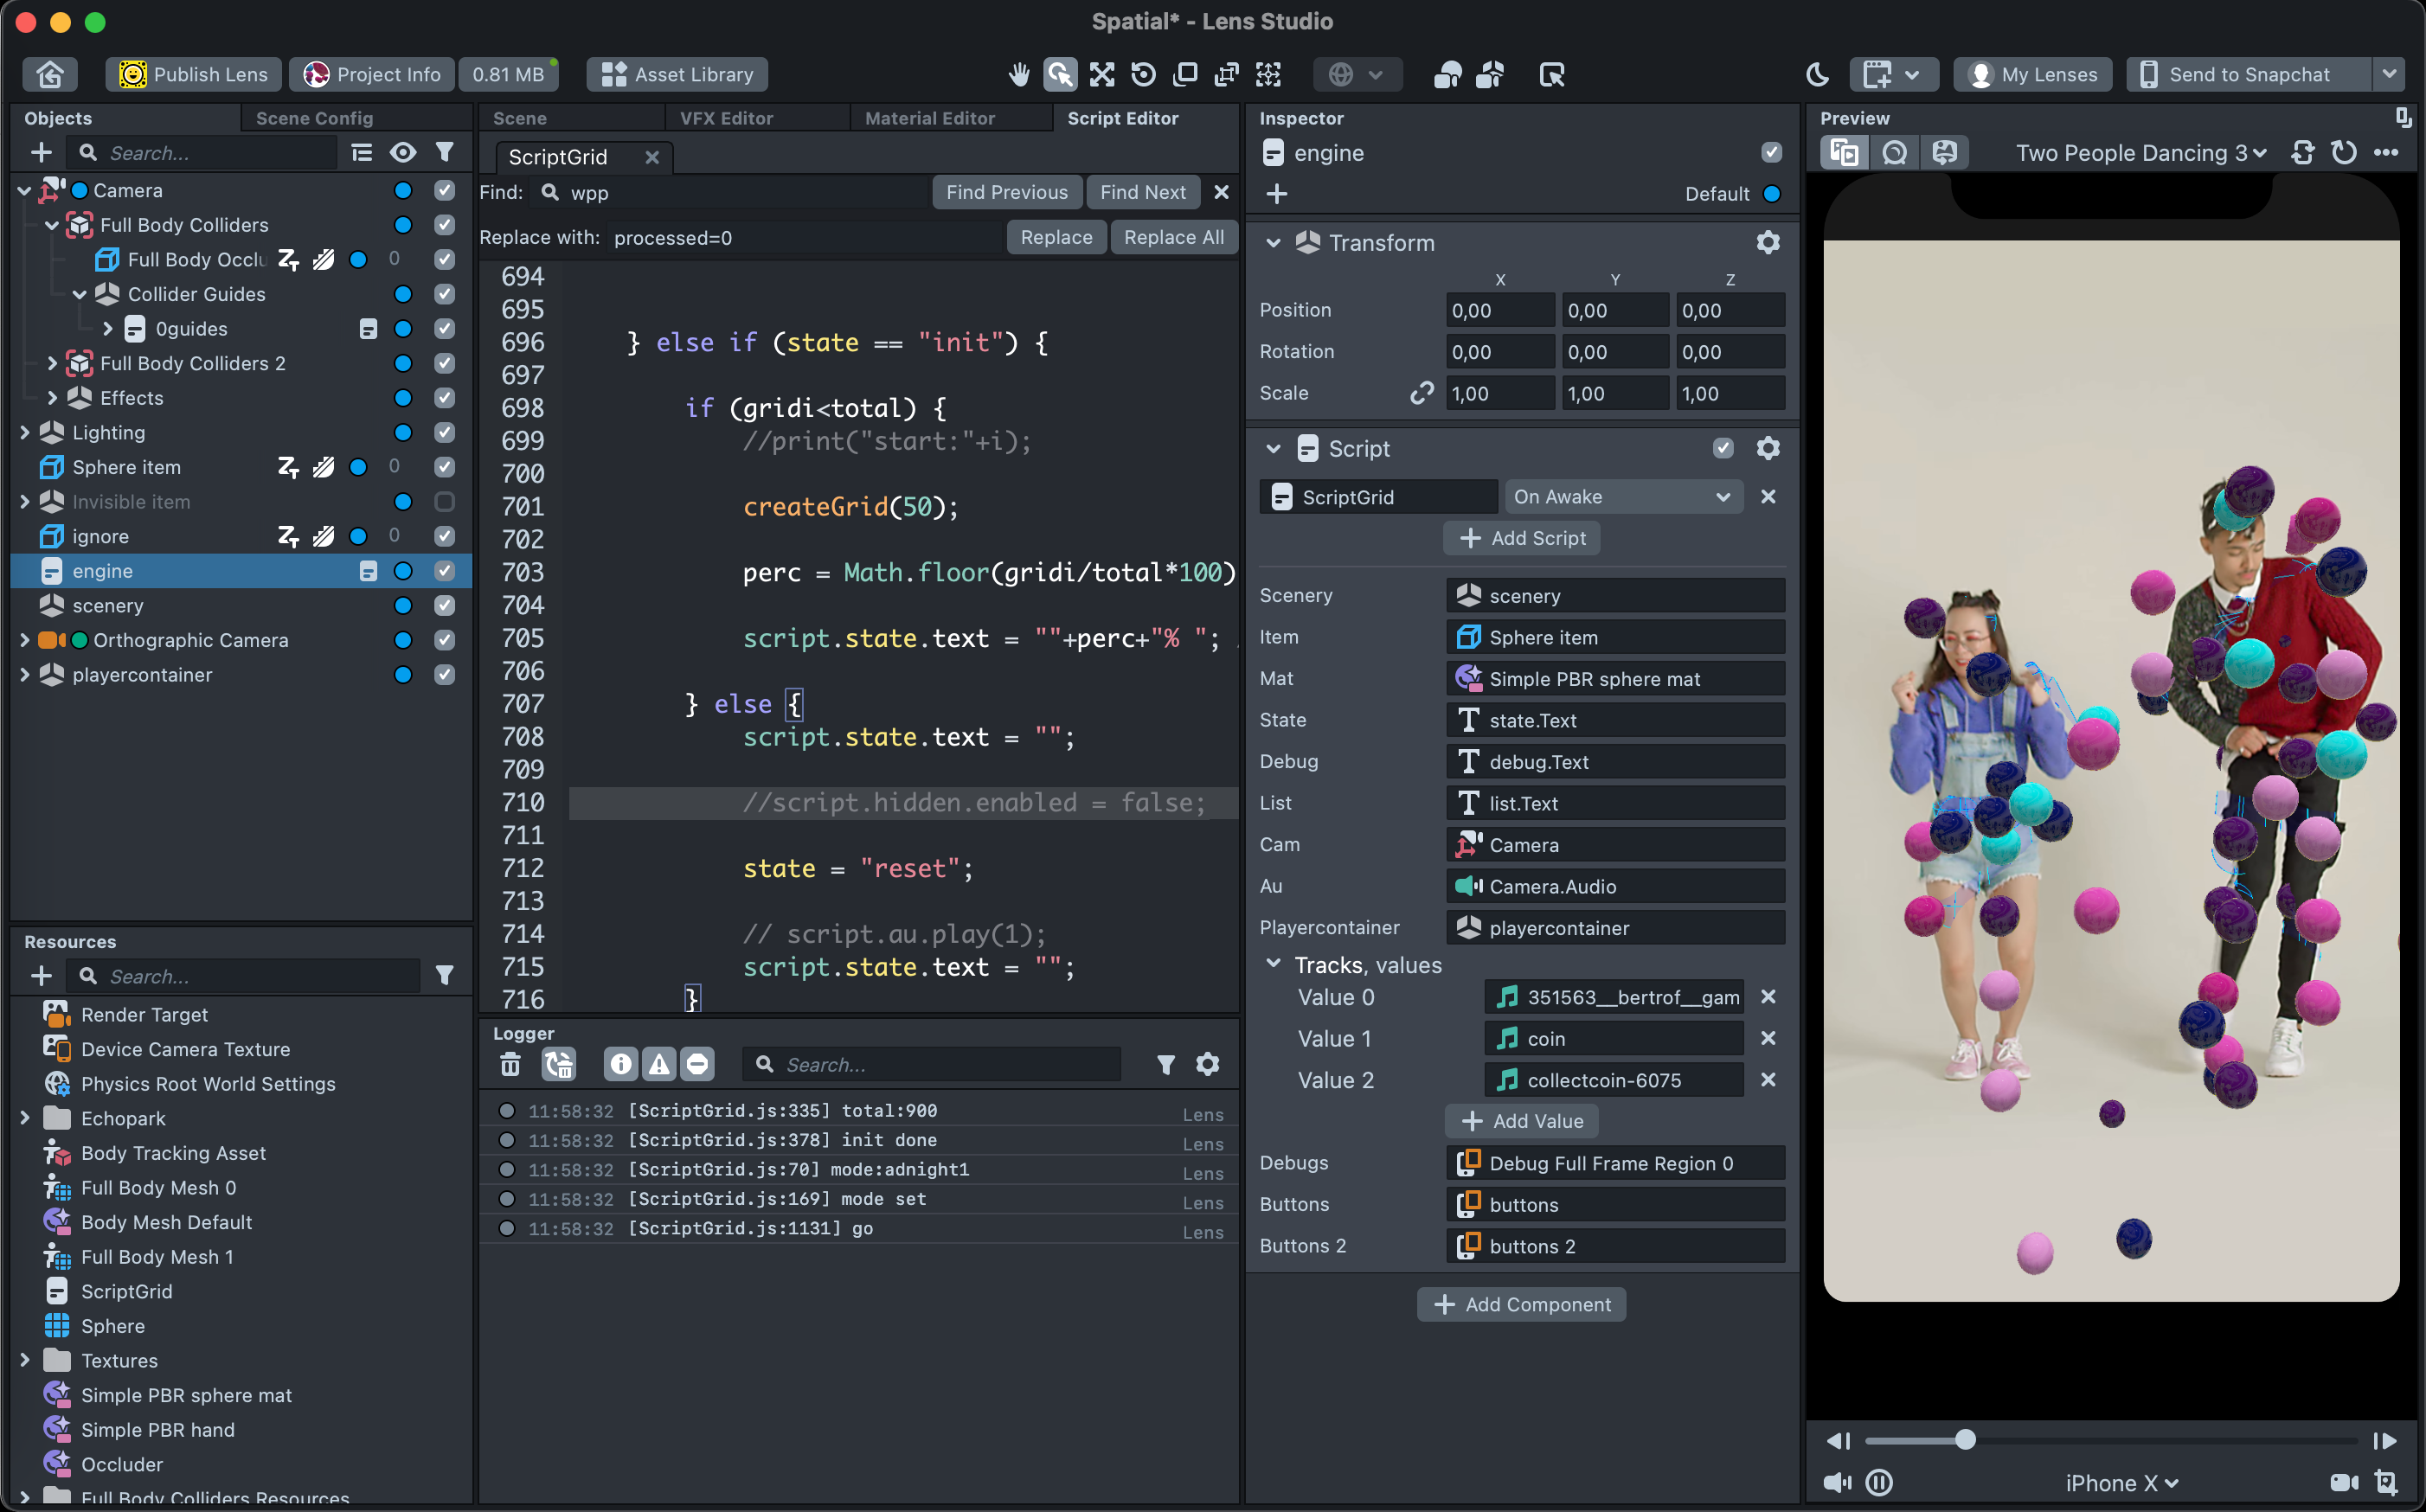 Spatial* - Lens Studio
Publish Lens
Project Info
0.81 MB
Asset Library
My Lenses
Send to Snapchat
Objects
Scene Config
Search...
Camera
Full Body Colliders
Full Body Occlu
0
Collider Guides
0guides
Full Body Colliders 2
Effects
Lighting
Sphere item
0
Invisible item
ignore
0
engine
scenery
Orthographic Camera
playercontainer
Resources
Search...
Render Target
Device Camera Texture
Physics Root World Settings
Echopark
Body Tracking Asset
Full Body Mesh 0
Body Mesh Default
Full Body Mesh 1
ScriptGrid
Sphere
Textures
Simple PBR sphere mat
Simple PBR hand
Occluder
Full Body Colliders Resources
Scene
VFX Editor
Material Editor
Script Editor
ScriptGrid
Find: wpp
Find Previous
Find Next
Replace with: processed=0
Replace
Replace All
694
695
696 } else if (state == "init") {
697
698 if (gridi<total) {
699 //print("start:"+i);
700
701 createGrid(50);
702
703 perc = Math.floor(gridi/total*100)
704
705 script.state.text = ""+perc+"% ";
706
707 } else {
708 script.state.text = "";
709
710 //script.hidden.enabled = false;
711
712 state = "reset";
713
714 // script.au.play(1);
715 script.state.text = "";
716 }
Logger
Search...
11:58:32 [ScriptGrid.js:335] total:900 Lens
11:58:32 [ScriptGrid.js:378] init done Lens
11:58:32 [ScriptGrid.js:70] mode:adnight1 Lens
11:58:32 [ScriptGrid.js:169] mode set Lens
11:58:32 [ScriptGrid.js:1131] go Lens
Inspector
engine
Default
Transform
X Y Z
Position 0,00 0,00 0,00
Rotation 0,00 0,00 0,00
Scale 1,00 1,00 1,00
Script
ScriptGrid
On Awake
Add Script
Scenery scenery
Item Sphere item
Mat Simple PBR sphere mat
State state.Text
Debug debug.Text
List list.Text
Cam Camera
Au Camera.Audio
Playercontainer playercontainer
Tracks, values
Value 0 351563__bertrof__gam
Value 1 coin
Value 2 collectcoin-6075
Add Value
Debugs Debug Full Frame Region 0
Buttons buttons
Buttons 2 buttons 2
Add Component
Preview
Two People Dancing 3
iPhone X